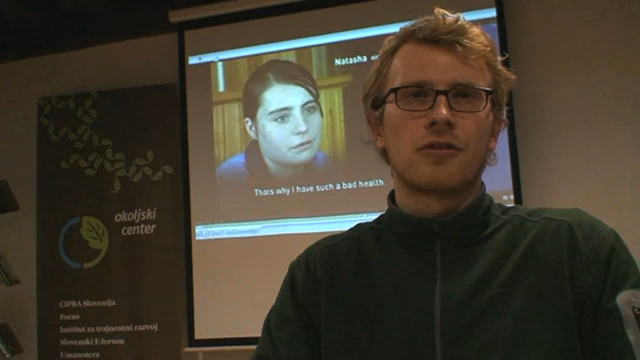 Natasha
Thats why I have such a bad health
okoljski
center
CIPRA Slovenija
Focus
Inštitut za trajnostni razvoj
Slovenski E-forum
Umanotera